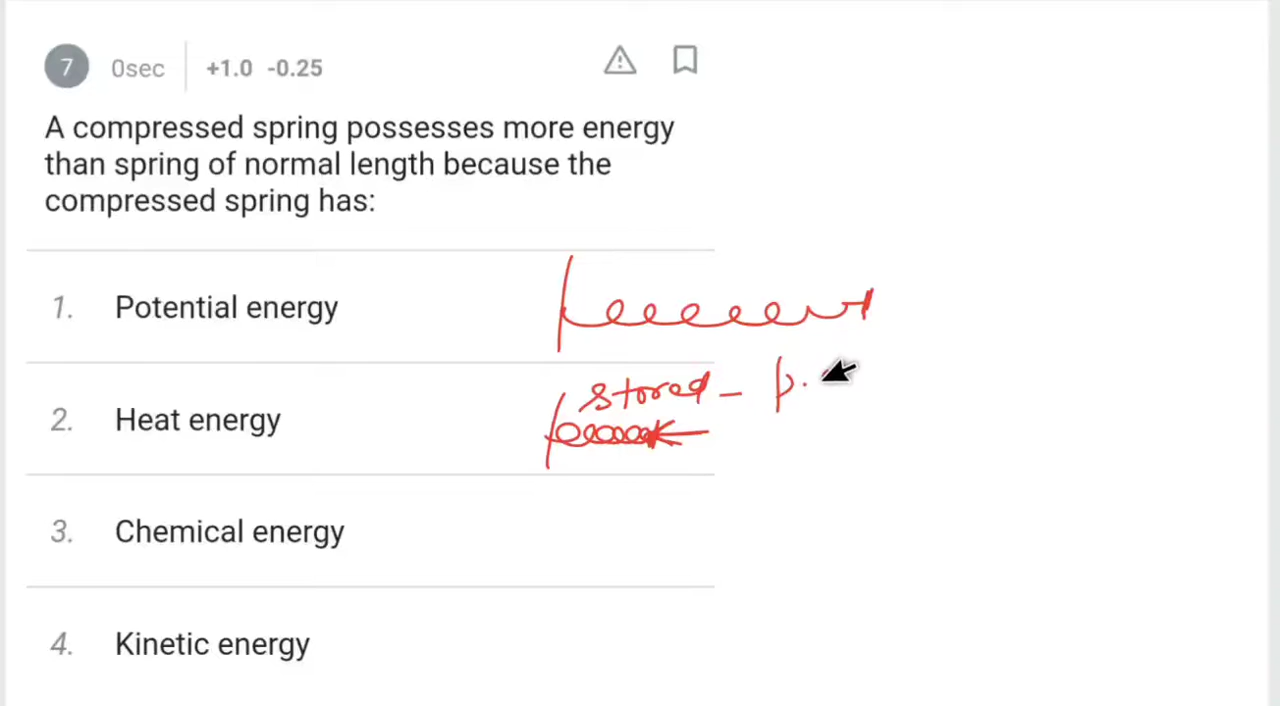 7 0sec +1.0 -0.25
A compressed spring possesses more energy
than spring of normal length because the
compressed spring has:
1. Potential energy
stored - p.
2. Heat energy
3. Chemical energy
4. Kinetic energy